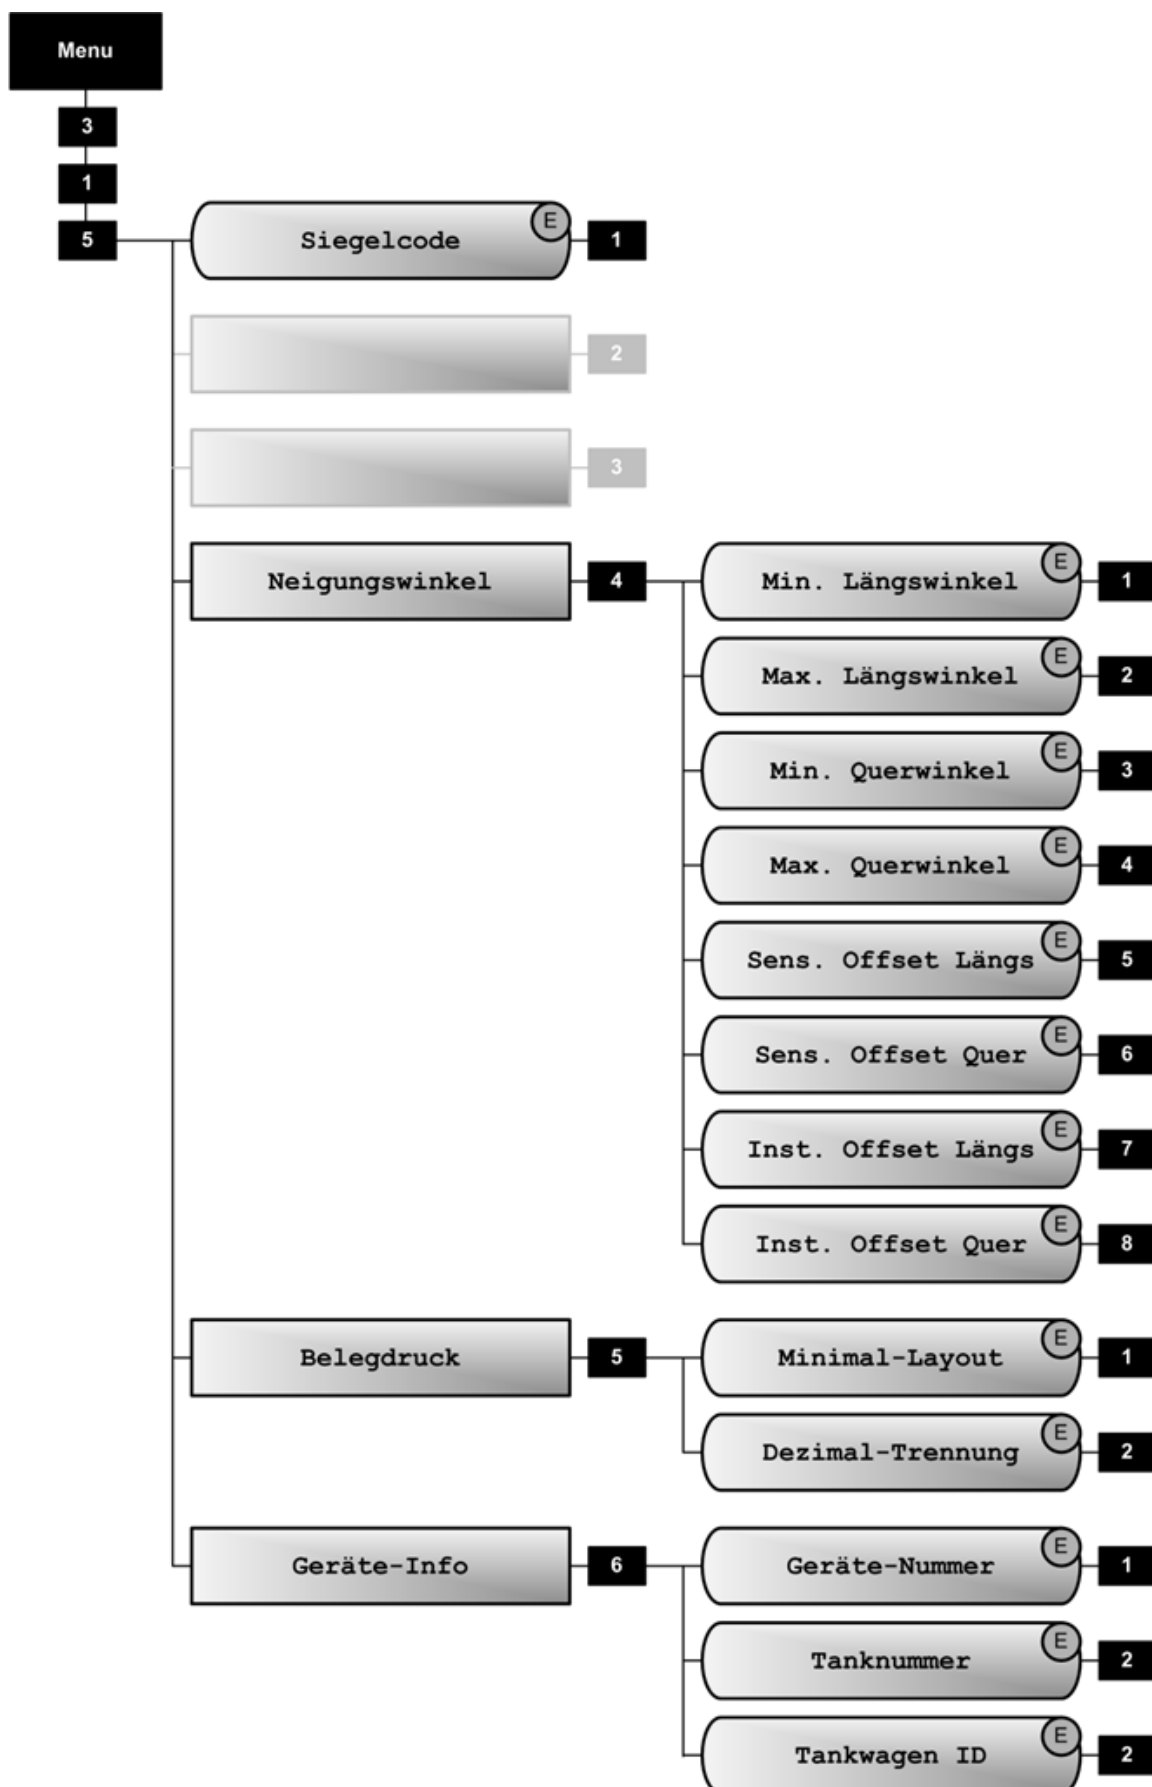 Menu
3
1
5
Siegelcode E 1
2
3
Neigungswinkel 4
Min. Längswinkel E 1
Max. Längswinkel E 2
Min. Querwinkel E 3
Max. Querwinkel E 4
Sens. Offset Längs E 5
Sens. Offset Quer E 6
Inst. Offset Längs E 7
Inst. Offset Quer E 8
Belegdruck 5
Minimal-Layout E 1
Dezimal-Trennung E 2
Geräte-Info 6
Geräte-Nummer E 1
Tanknummer E 2
Tankwagen ID E 2